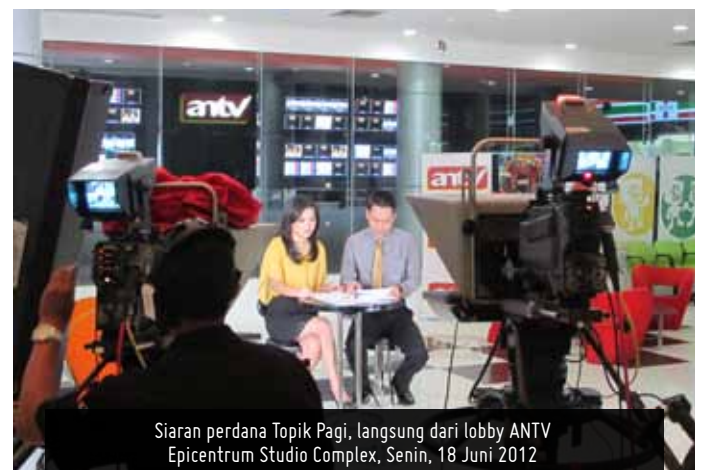 antv
antv
Siaran perdana Topik Pagi, langsung dari lobby ANTV
Epicentrum Studio Complex, Senin, 18 Juni 2012